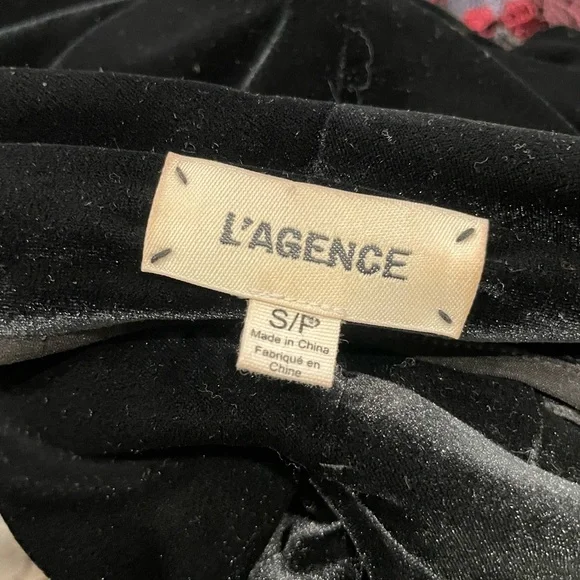 L'AGENCE
S/P
Made in China
Fabriqué en
Chine